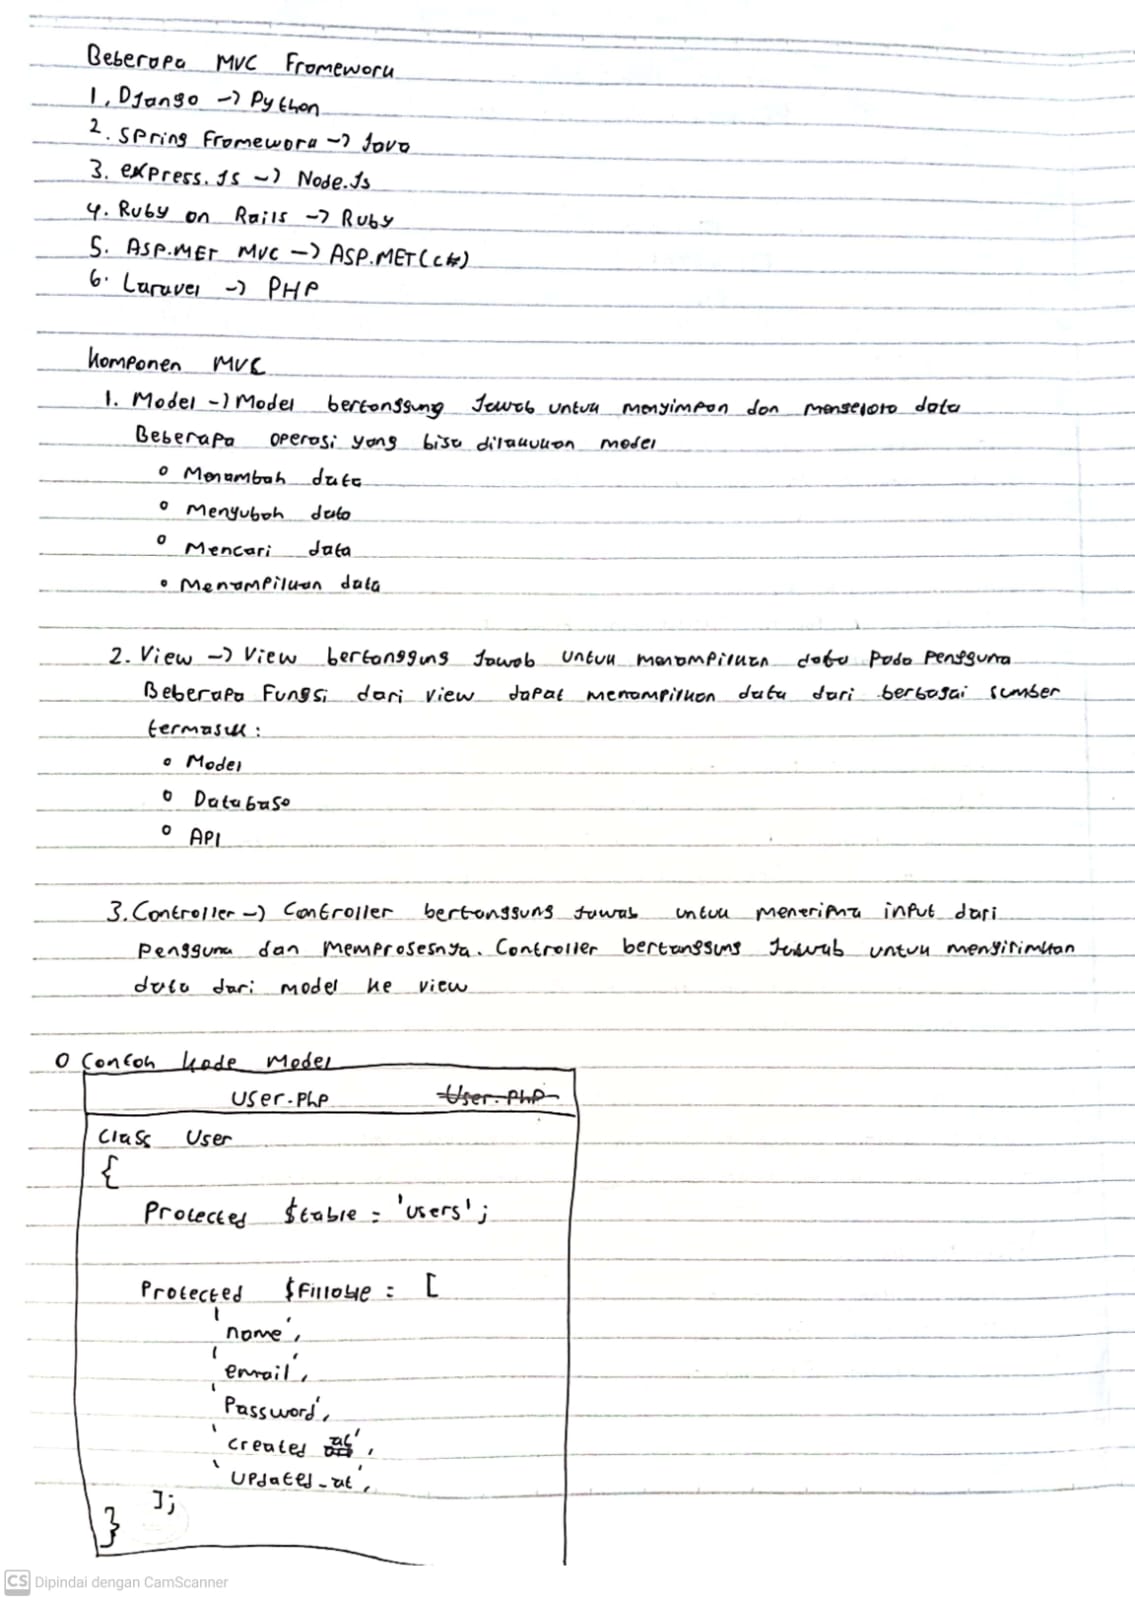 Beberapa MVC Framework
1. Django -> Python
2. Spring Framework -> Java
3. express.Js -> Node.Js
4. Ruby on Rails -> Ruby
5. ASP.MET MVC -> ASP.MET(C#)
6. Laravel -> PHP
Komponen MVC
1. Model -> Model bertanggung Jawab untuk menyimpan dan mengelola data
Beberapa operasi yang bisa dilakukan model
o Menambah data
o Mengubah data
o Mencari data
o Menampilkan data
2. View -> View bertanggung Jawab untuk menampilkan data pada pengguna
Beberapa Fungsi dari view dapat menampilkan data dari berbagai sumber
termasuk :
o Model
o Database
o API
3. Controller -> Controller bertanggung Jawab untuk menerima input dari
pengguna dan memprosesnya. Controller bertanggung Jawab untuk mengirimkan
data dari model ke view
o Contoh kode Model
User.php User.php
Class User
{
Protected $table = 'users';
Protected $fillable = [
'name',
'email',
'Password',
'created at',
'updated_at',
];
}
CS Dipindai dengan CamScanner